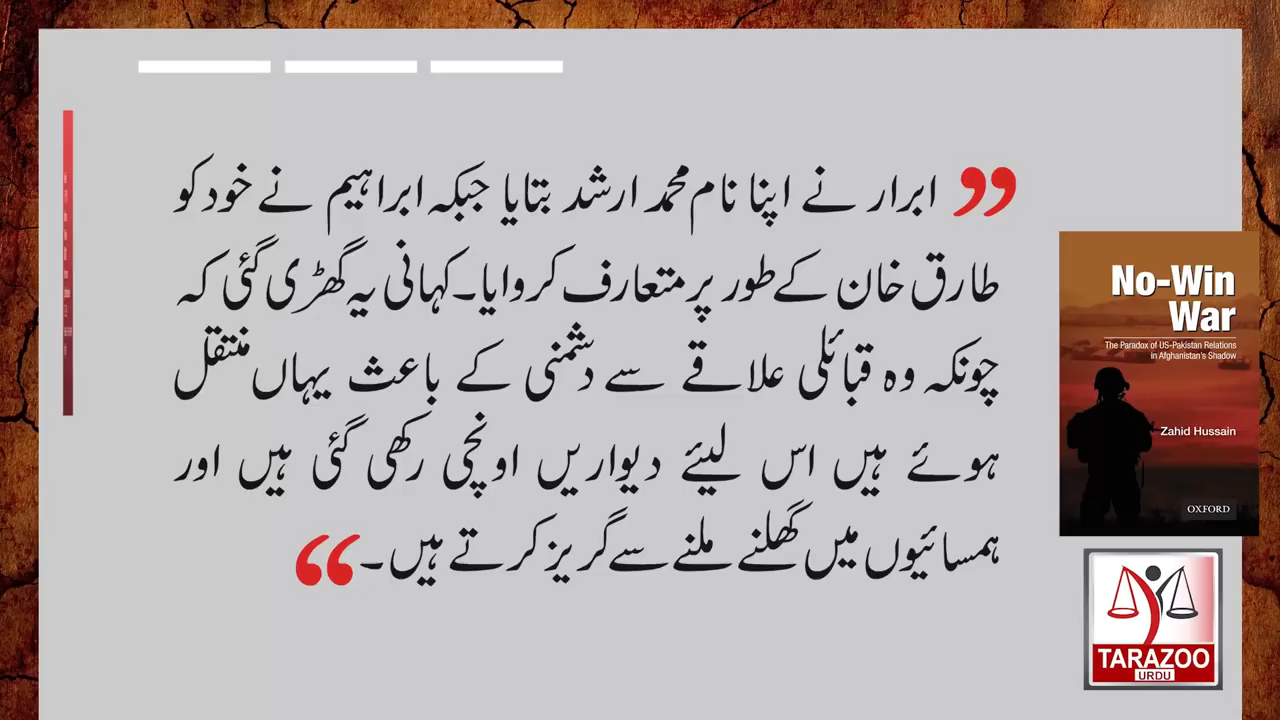 ”ابرار نے اپنا نام محمد ارشد بتایا جبکہ ابراہیم نے خود کو
طارق خان کے طور پر متعارف کروایا۔کہانی یہ گھڑی گئی کہ
چونکہ وہ قبائلی علاقے سے دشمنی کے باعث یہاں منتقل
ہوئے ہیں اس لیئے دیواریں اونچی رکھی گئی ہیں اور
ہمسائیوں میں گھلنے ملنے سے گریز کرتے ہیں۔“
No-Win
War
The Paradox of US-Pakistan Relations
in Afghanistan's Shadow
Zahid Hussain
OXFORD
TARAZOO
URDU